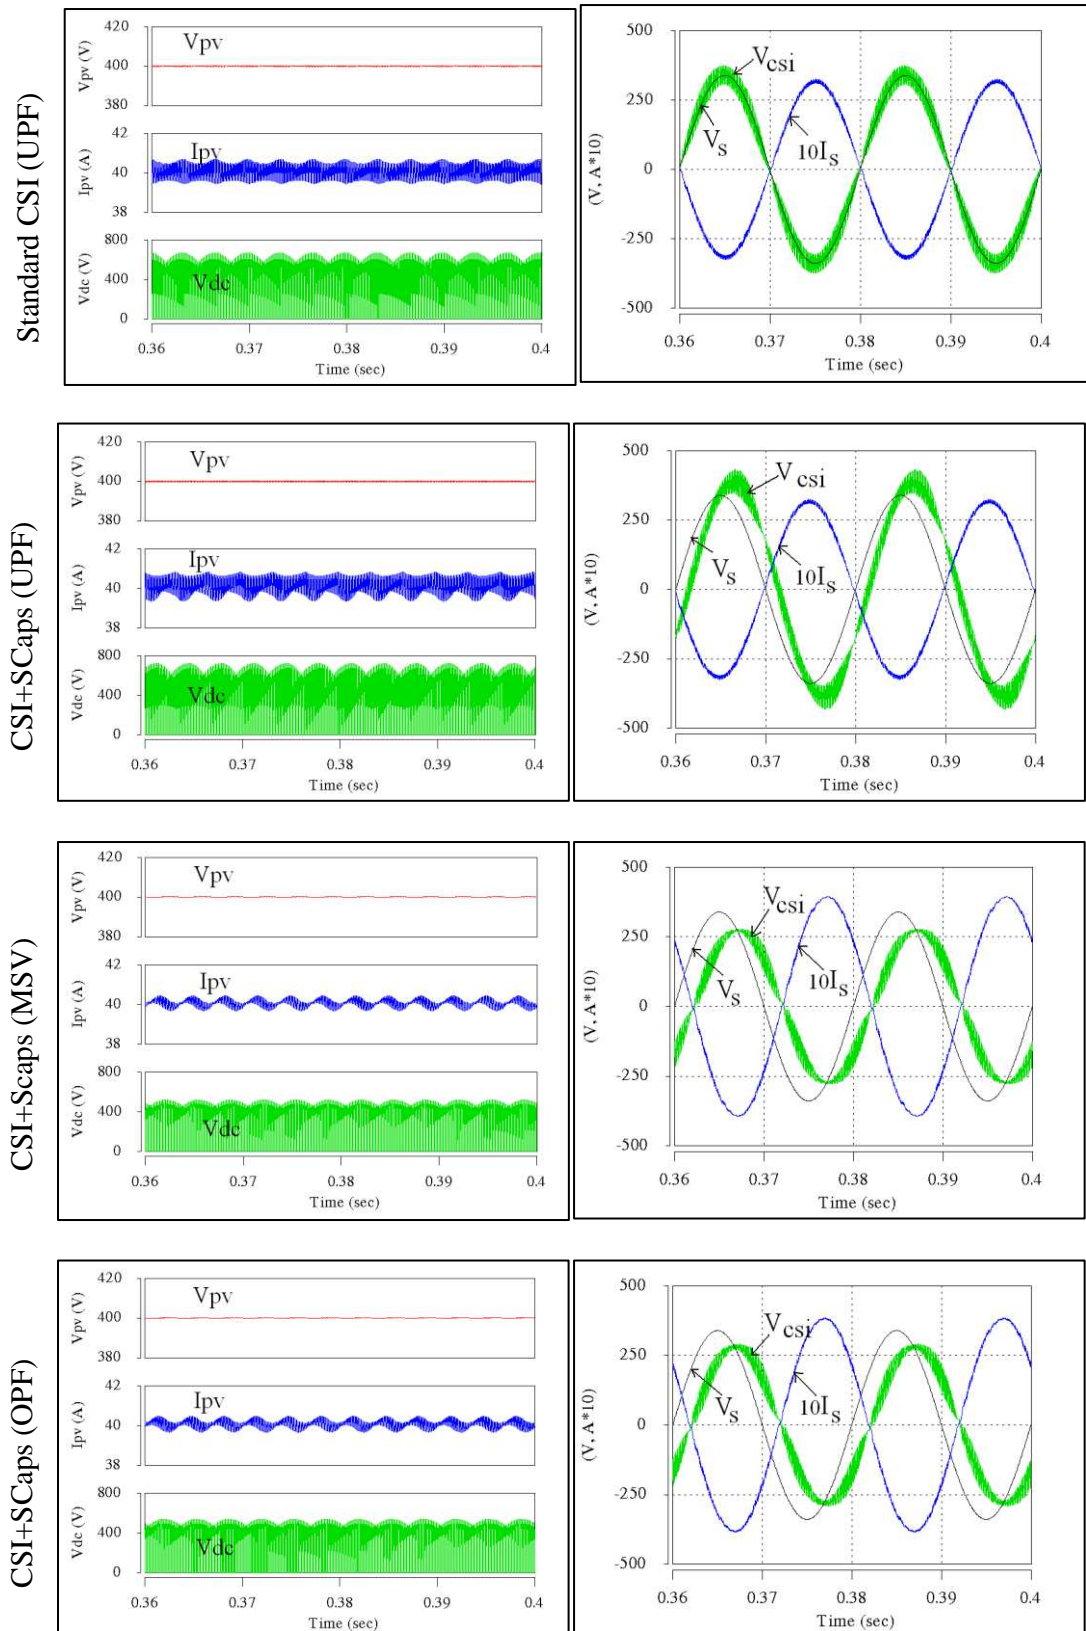 Standard CSI (UPF)
Vpv (V)
420
400
380
Vpv
Ipv (A)
42
40
38
Ipv
Vdc (V)
800
400
0
Vdc
0.36 0.37 0.38 0.39 0.4
Time (sec)
(V, A*10)
500
250
0
-250
-500
Vcsi
Vs
10Is
0.36 0.37 0.38 0.39 0.4
Time (sec)
CSI+SCaps (UPF)
Vpv (V)
420
400
380
Vpv
Ipv (A)
42
40
38
Ipv
Vdc (V)
800
400
0
Vdc
0.36 0.37 0.38 0.39 0.4
Time (sec)
(V, A*10)
500
250
0
-250
-500
Vcsi
Vs
10Is
0.36 0.37 0.38 0.39 0.4
Time (sec)
CSI+Scaps (MSV)
Vpv (V)
420
400
380
Vpv
Ipv (A)
42
40
38
Ipv
Vdc (V)
800
400
0
Vdc
0.36 0.37 0.38 0.39 0.4
Time (sec)
(V, A*10)
500
250
0
-250
-500
Vcsi
Vs
10Is
0.36 0.37 0.38 0.39 0.4
Time (sec)
CSI+SCaps (OPF)
Vpv (V)
420
400
380
Vpv
Ipv (A)
42
40
38
Ipv
Vdc (V)
800
400
0
Vdc
0.36 0.37 0.38 0.39 0.4
Time (sec)
(V, A*10)
500
250
0
-250
-500
Vcsi
Vs
10Is
0.36 0.37 0.38 0.39 0.4
Time (sec)